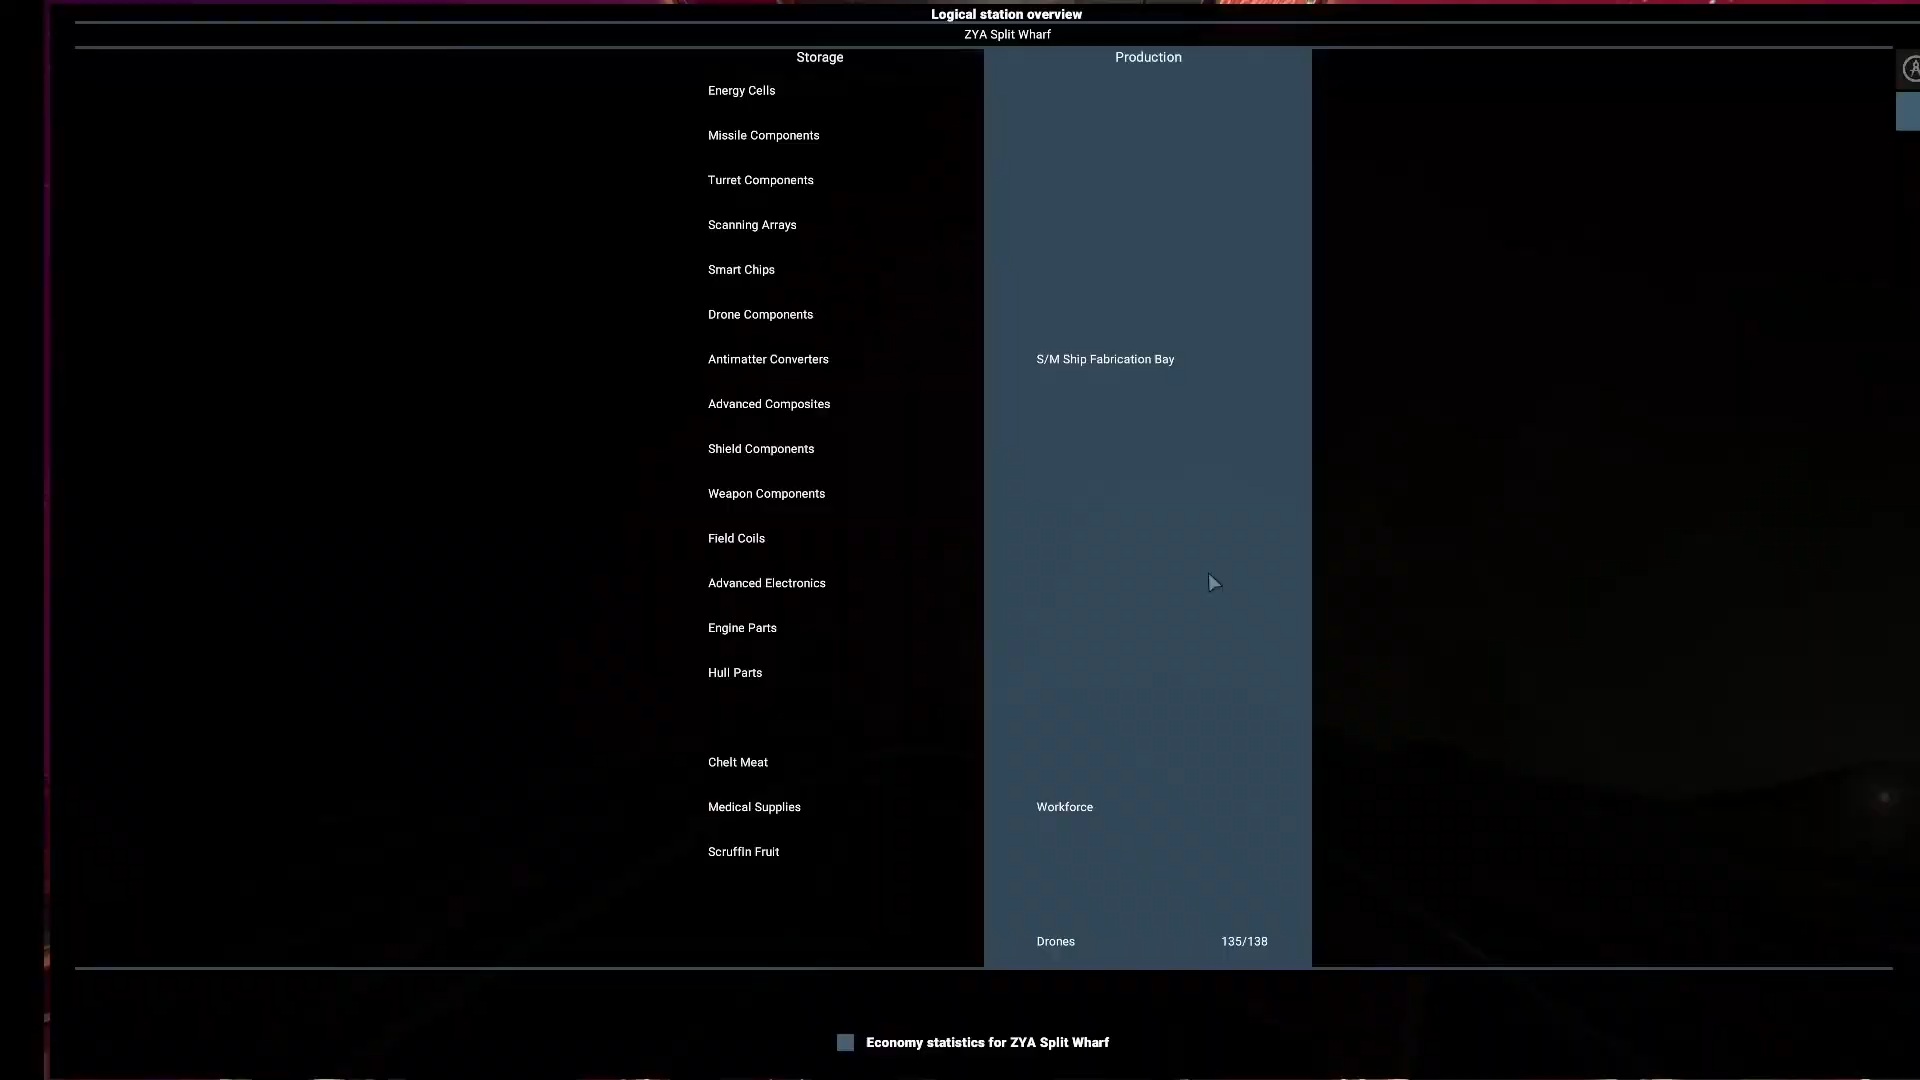 Logical station overview
ZYA Split Wharf
Storage
Production
Energy Cells
Missile Components
Turret Components
Scanning Arrays
Smart Chips
Drone Components
Antimatter Converters
S/M Ship Fabrication Bay
Advanced Composites
Shield Components
Weapon Components
Field Coils
Advanced Electronics
Engine Parts
Hull Parts
Chelt Meat
Medical Supplies
Workforce
Scruffin Fruit
Drones 135/138
Economy statistics for ZYA Split Wharf